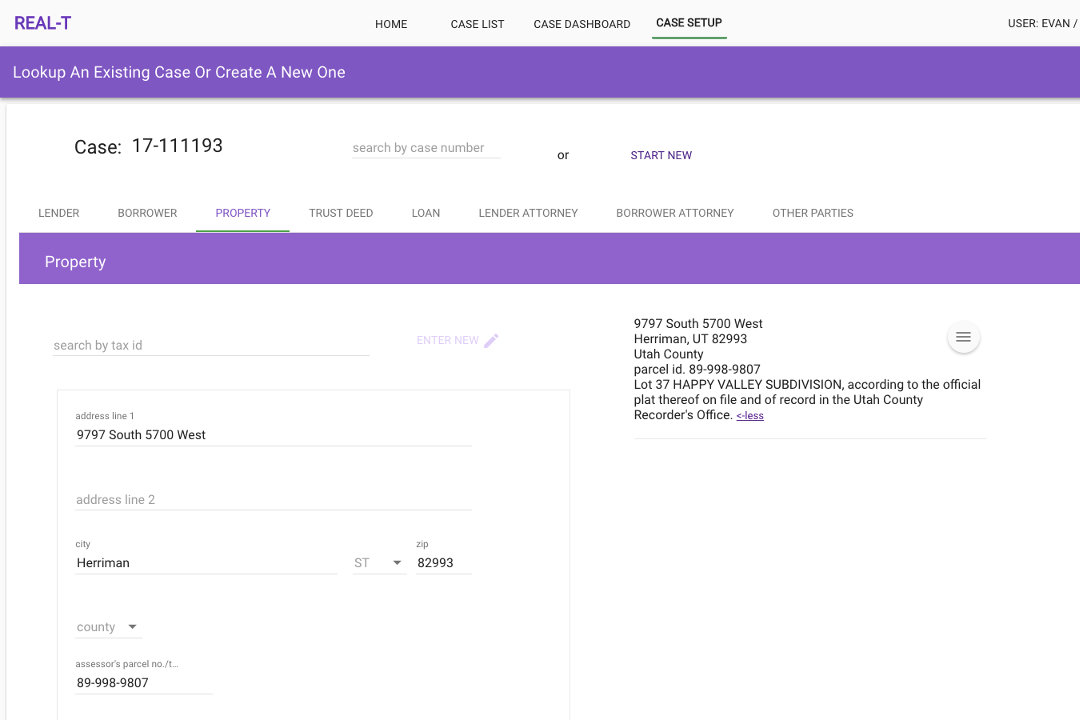 REAL-T
HOME
CASE LIST
CASE DASHBOARD
CASE SETUP
USER: EVAN /
Lookup An Existing Case Or Create A New One
Case: 17-111193
search by case number
or
START NEW
LENDER
BORROWER
PROPERTY
TRUST DEED
LOAN
LENDER ATTORNEY
BORROWER ATTORNEY
OTHER PARTIES
Property
search by tax id
ENTER NEW
address line 1
9797 South 5700 West
address line 2
city
Herriman
ST
zip
82993
county
assessor's parcel no./t...
89-998-9807
9797 South 5700 West
Herriman, UT 82993
Utah County
parcel id. 89-998-9807
Lot 37 HAPPY VALLEY SUBDIVISION, according to the official
plat thereof on file and of record in the Utah County
Recorder's Office. <-less